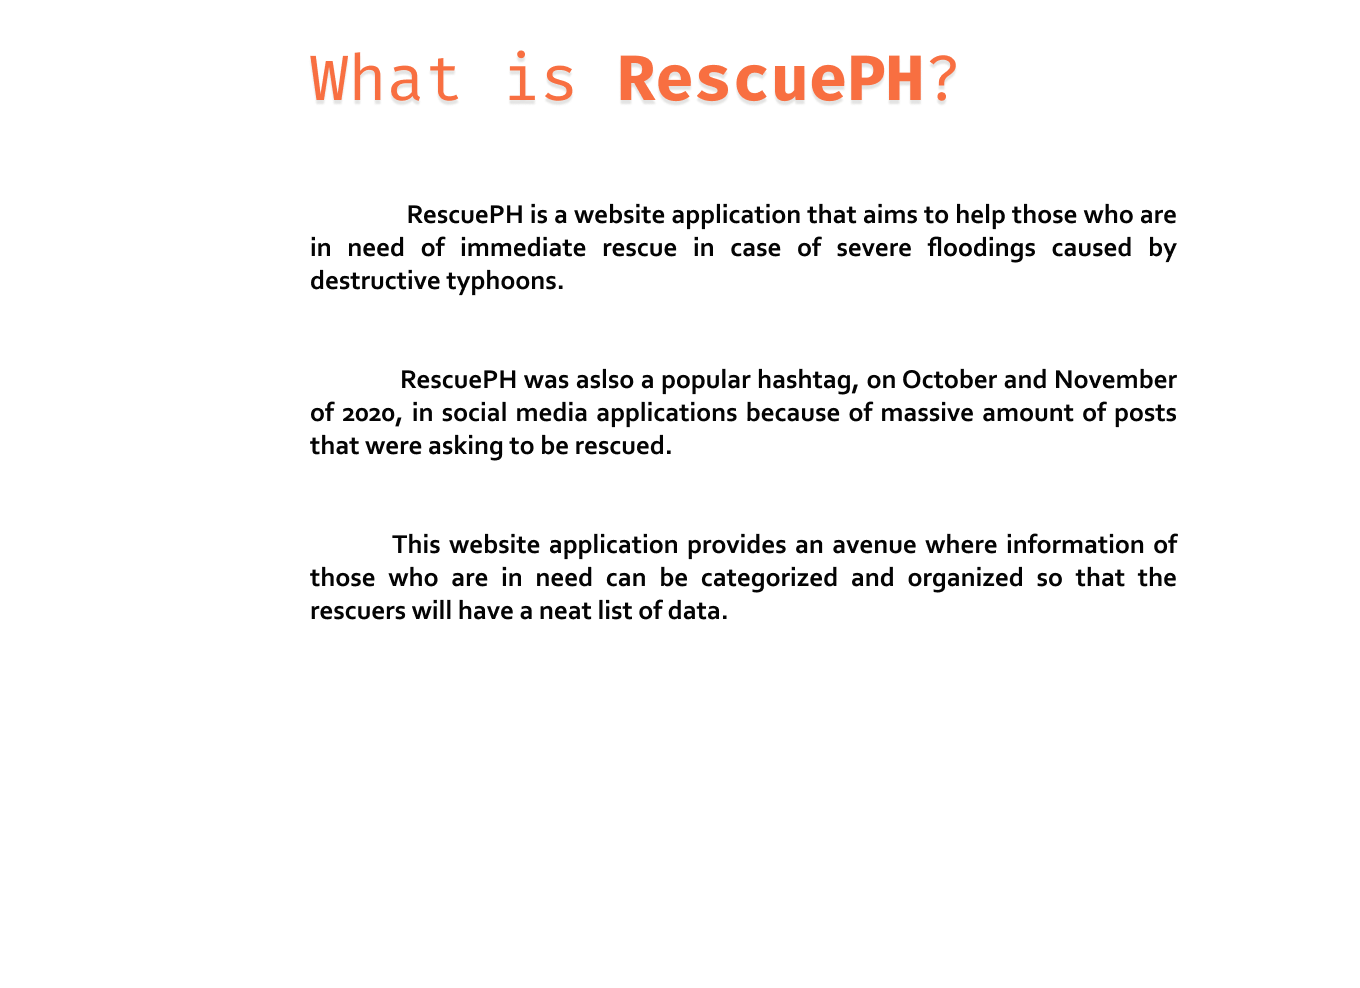 What is RescuePH?
RescuePH is a website application that aims to help those who are
in need of immediate rescue in case of severe floodings caused by
destructive typhoons.
RescuePH was aslso a popular hashtag, on October and November
of 2020, in social media applications because of massive amount of posts
that were asking to be rescued.
This website application provides an avenue where information of
those who are in need can be categorized and organized so that the
rescuers will have a neat list of data.